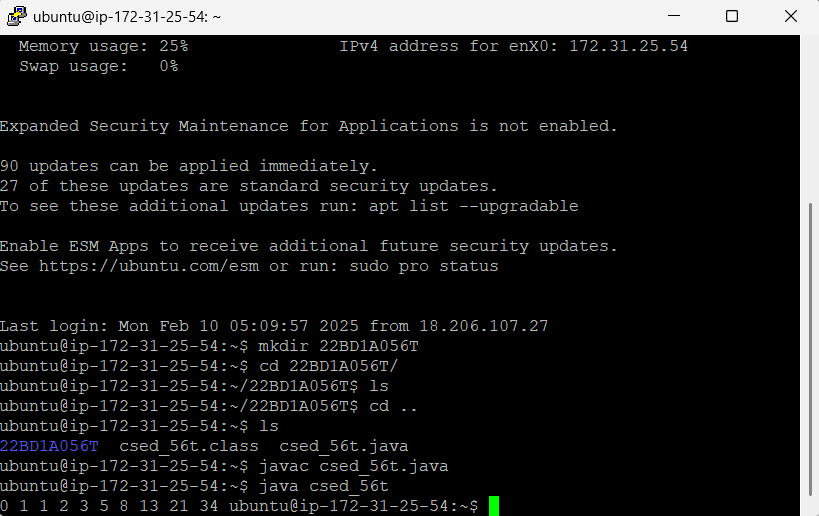 ubuntu@ip-172-31-25-54: ~
Memory usage: 25% IPv4 address for enX0: 172.31.25.54
Swap usage: 0%
Expanded Security Maintenance for Applications is not enabled.
90 updates can be applied immediately.
27 of these updates are standard security updates.
To see these additional updates run: apt list --upgradable
Enable ESM Apps to receive additional future security updates.
See https://ubuntu.com/esm or run: sudo pro status
Last login: Mon Feb 10 05:09:57 2025 from 18.206.107.27
ubuntu@ip-172-31-25-54:~$ mkdir 22BD1A056T
ubuntu@ip-172-31-25-54:~$ cd 22BD1A056T/
ubuntu@ip-172-31-25-54:~/22BD1A056T$ ls
ubuntu@ip-172-31-25-54:~/22BD1A056T$ cd ..
ubuntu@ip-172-31-25-54:~$ ls
22BD1A056T csed_56t.class csed_56t.java
ubuntu@ip-172-31-25-54:~$ javac csed_56t.java
ubuntu@ip-172-31-25-54:~$ java csed_56t
0 1 1 2 3 5 8 13 21 34 ubuntu@ip-172-31-25-54:~$